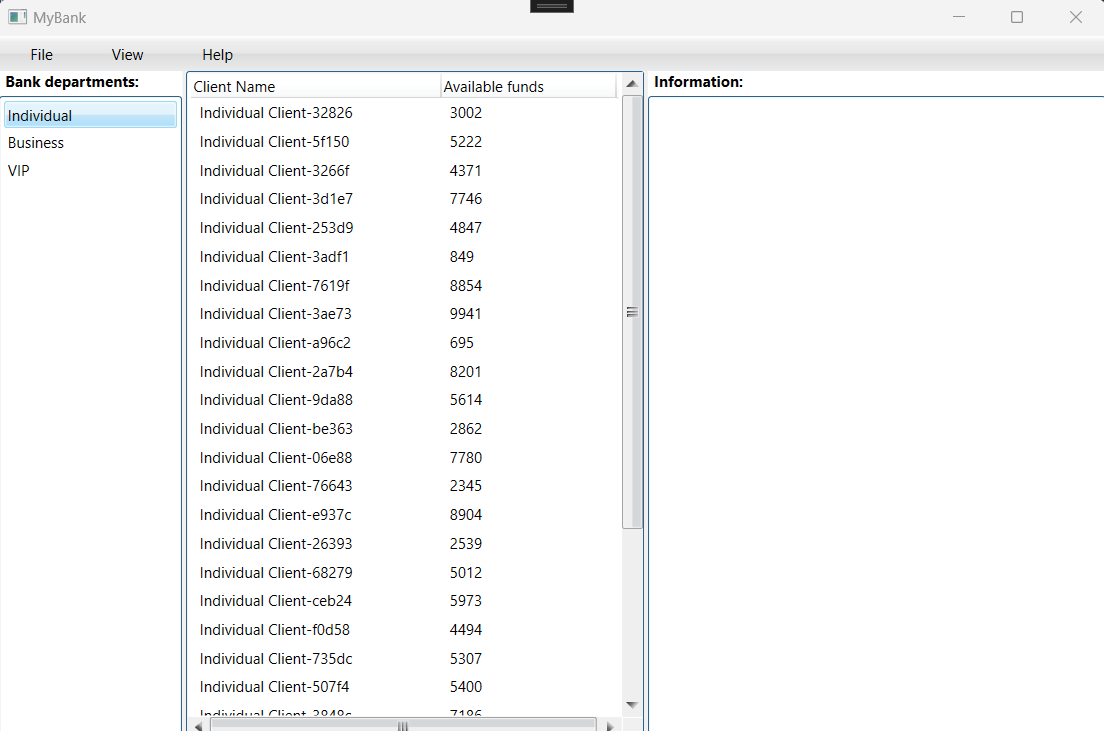 MyBank
File View Help
Bank departments:
Individual
Business
VIP
Client Name Available funds
Individual Client-32826 3002
Individual Client-5f150 5222
Individual Client-3266f 4371
Individual Client-3d1e7 7746
Individual Client-253d9 4847
Individual Client-3adf1 849
Individual Client-7619f 8854
Individual Client-3ae73 9941
Individual Client-a96c2 695
Individual Client-2a7b4 8201
Individual Client-9da88 5614
Individual Client-be363 2862
Individual Client-06e88 7780
Individual Client-76643 2345
Individual Client-e937c 8904
Individual Client-26393 2539
Individual Client-68279 5012
Individual Client-ceb24 5973
Individual Client-f0d58 4494
Individual Client-735dc 5307
Individual Client-507f4 5400
Individual Client-3848c 7186
Information: